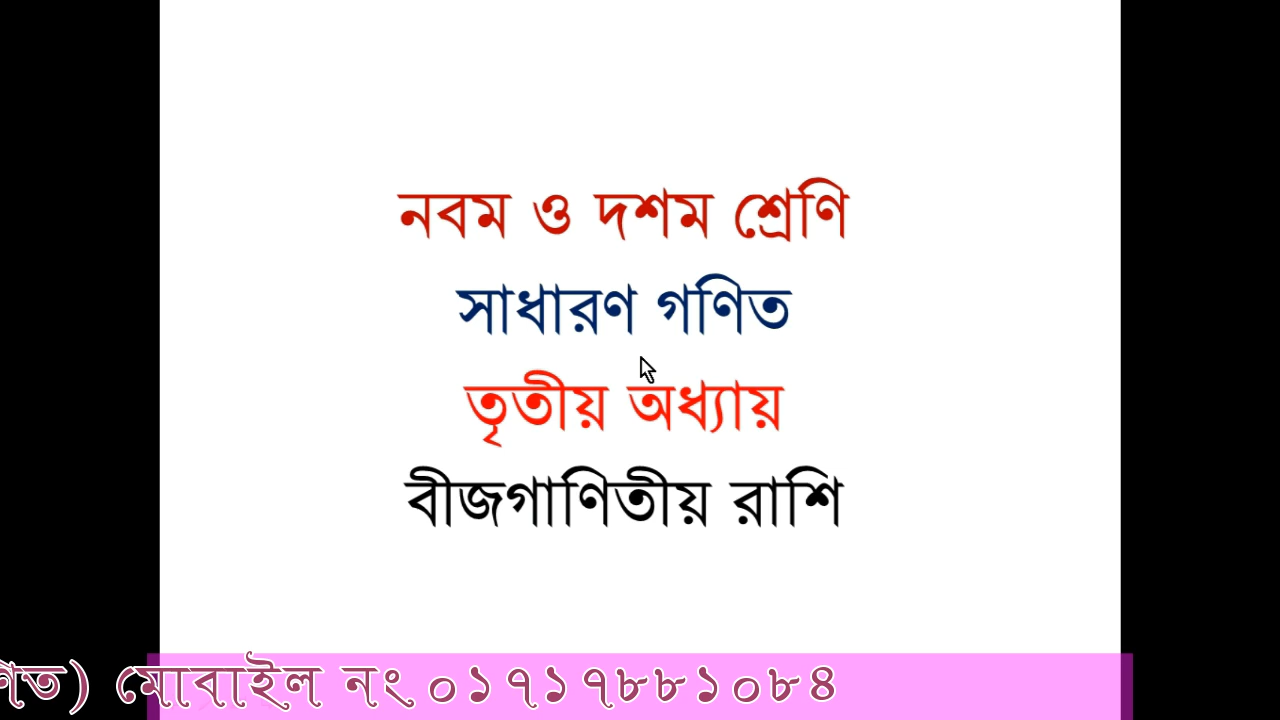 নবম ও দশম শ্রেণি
সাধারণ গণিত
তৃতীয় অধ্যায়
বীজগাণিতীয় রাশি
মোবাইল নং ০১৭১৭৮৮১০৮৪